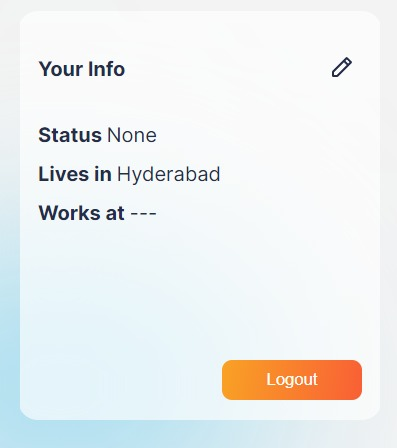 Your Info
Status None
Lives in Hyderabad
Works at ---
Logout